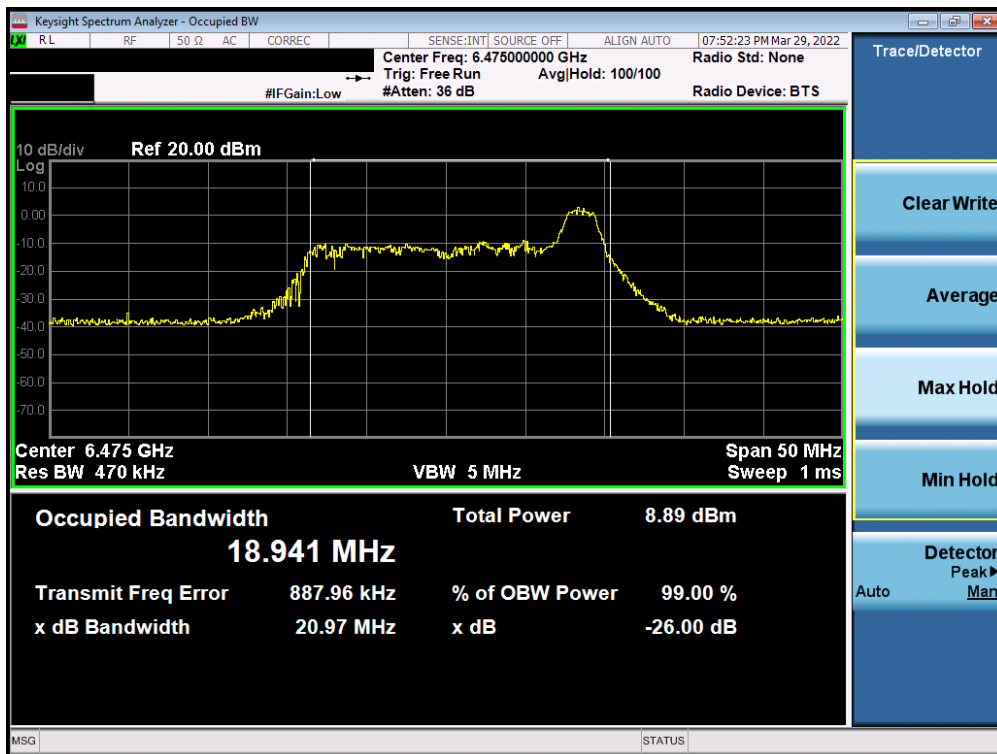 Keysight Spectrum Analyzer - Occupied BW
LXI RL RF 50 Ω AC CORREC SENSE:INT SOURCE OFF ALIGN AUTO 07:52:23 PM Mar 29, 2022
Center Freq: 6.475000000 GHz Radio Std: None
Trig: Free Run Avg|Hold: 100/100
#IFGain:Low #Atten: 36 dB Radio Device: BTS
Trace/Detector
10 dB/div Ref 20.00 dBm
Log
10.0
0.00
-10.0
-20.0
-30.0
-40.0
-50.0
-60.0
-70.0
Center 6.475 GHz Span 50 MHz
Res BW 470 kHz VBW 5 MHz Sweep 1 ms
Occupied Bandwidth Total Power 8.89 dBm
18.941 MHz
Transmit Freq Error 887.96 kHz % of OBW Power 99.00 %
x dB Bandwidth 20.97 MHz x dB -26.00 dB
Clear Write
Average
Max Hold
Min Hold
Detector
Peak▶
Auto Man
MSG STATUS